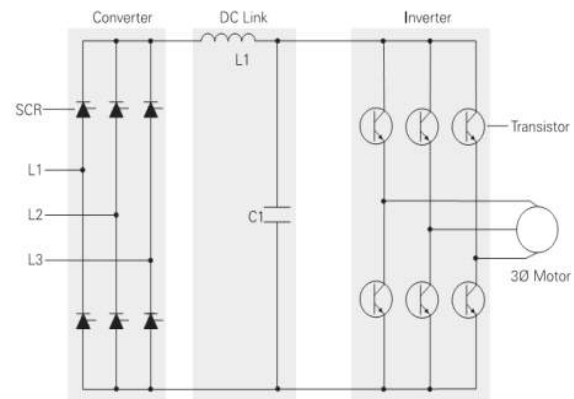 Converter
DC Link
Inverter
L1
SCR
Transistor
L1
L2
C1
L3
3Ø Motor